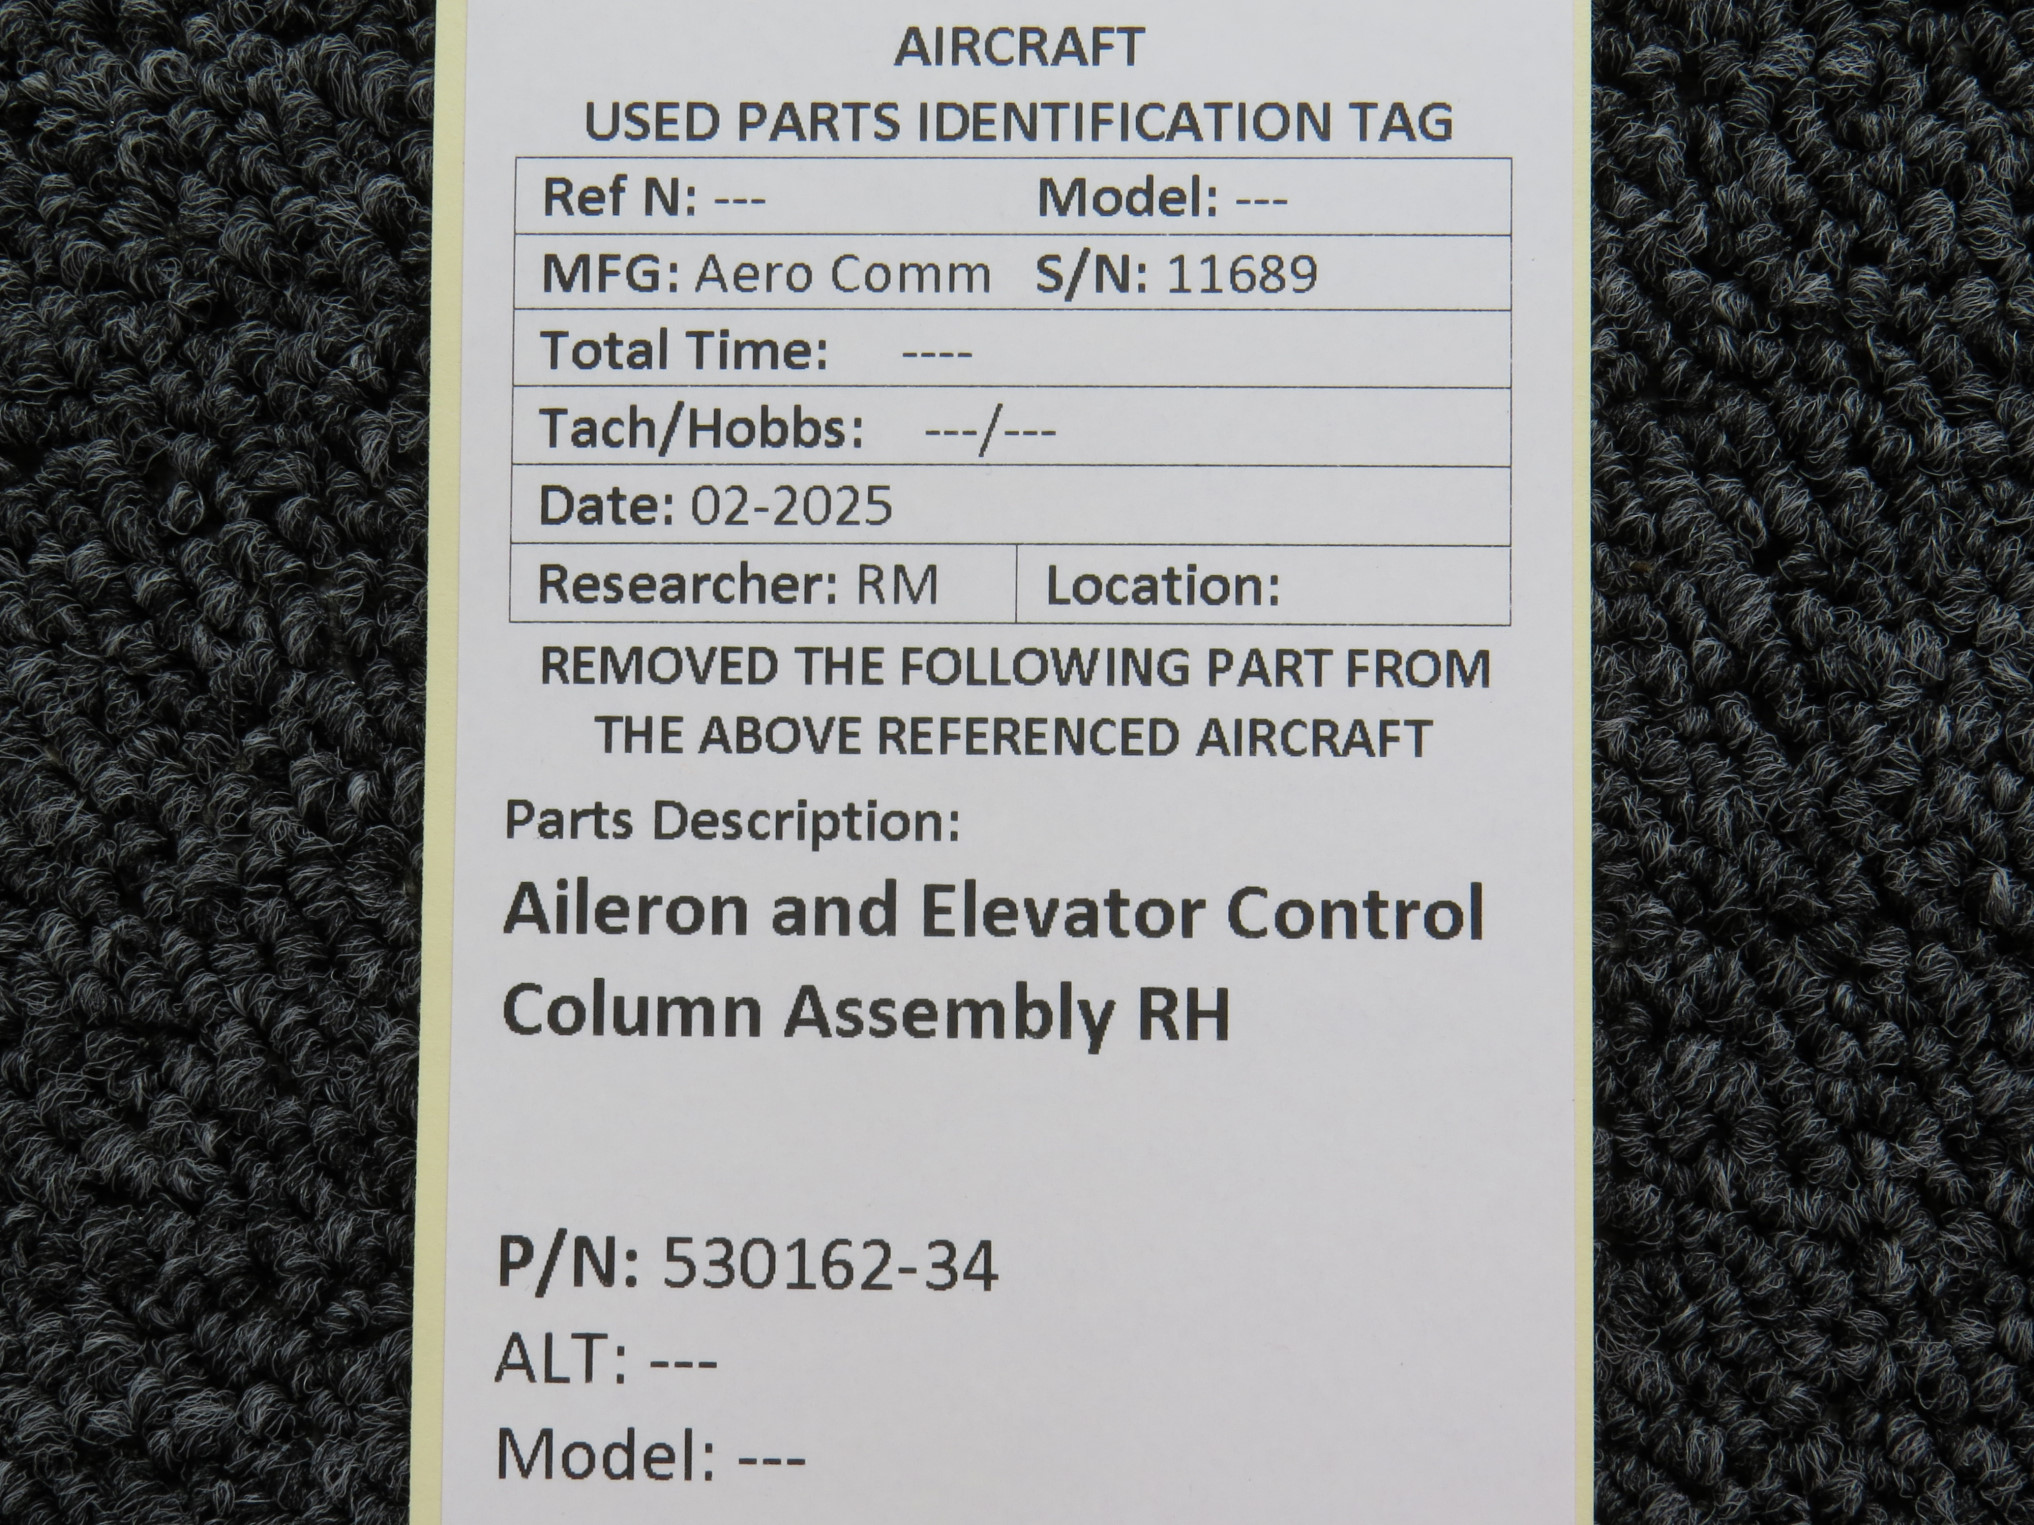 AIRCRAFT
USED PARTS IDENTIFICATION TAG
Ref N: --- Model: ---
MFG: Aero Comm S/N: 11689
Total Time: ----
Tach/Hobbs: ---/---
Date: 02-2025
Researcher: RM Location:
REMOVED THE FOLLOWING PART FROM
THE ABOVE REFERENCED AIRCRAFT
Parts Description:
Aileron and Elevator Control
Column Assembly RH
P/N: 530162-34
ALT: ---
Model: ---